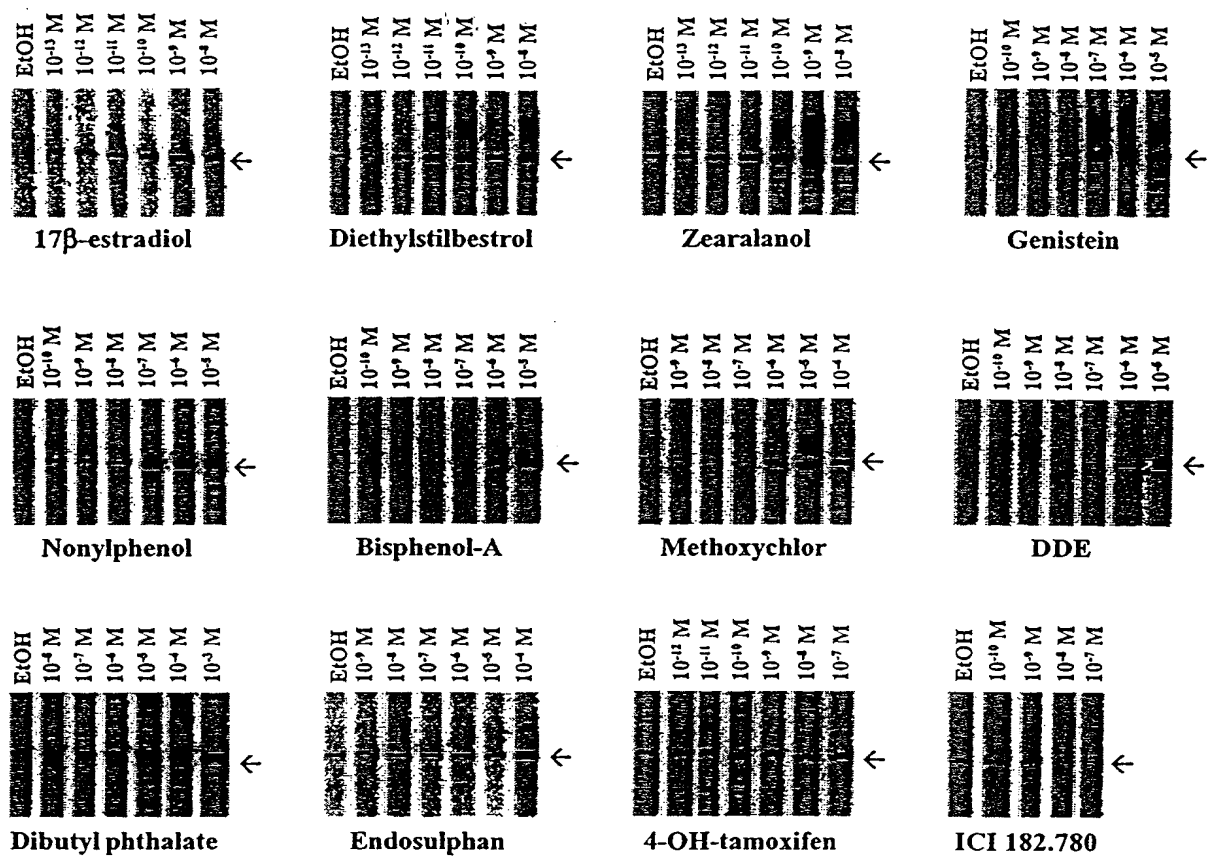 EtOH 10⁻¹³ M 10⁻¹² M 10⁻¹¹ M 10⁻¹⁰ M 10⁻⁹ M 10⁻⁸ M
17β-estradiol
EtOH 10⁻¹³ M 10⁻¹² M 10⁻¹¹ M 10⁻¹⁰ M 10⁻⁹ M 10⁻⁸ M
Diethylstilbestrol
EtOH 10⁻¹³ M 10⁻¹² M 10⁻¹¹ M 10⁻¹⁰ M 10⁻⁹ M 10⁻⁸ M
Zearalanol
EtOH 10⁻¹⁰ M 10⁻⁹ M 10⁻⁸ M 10⁻⁷ M 10⁻⁶ M 10⁻⁵ M
Genistein
EtOH 10⁻¹⁰ M 10⁻⁹ M 10⁻⁸ M 10⁻⁷ M 10⁻⁶ M 10⁻⁵ M
Nonylphenol
EtOH 10⁻¹⁰ M 10⁻⁹ M 10⁻⁸ M 10⁻⁷ M 10⁻⁶ M 10⁻⁵ M
Bisphenol-A
EtOH 10⁻⁹ M 10⁻⁸ M 10⁻⁷ M 10⁻⁶ M 10⁻⁵ M 10⁻⁴ M
Methoxychlor
EtOH 10⁻¹⁰ M 10⁻⁹ M 10⁻⁸ M 10⁻⁷ M 10⁻⁶ M
DDE
EtOH 10⁻⁸ M 10⁻⁷ M 10⁻⁶ M 10⁻⁵ M 10⁻⁴ M 10⁻³ M
Dibutyl phthalate
EtOH 10⁻⁹ M 10⁻⁸ M 10⁻⁷ M 10⁻⁶ M 10⁻⁵ M 10⁻⁴ M
Endosulphan
EtOH 10⁻¹² M 10⁻¹¹ M 10⁻¹⁰ M 10⁻⁹ M 10⁻⁸ M 10⁻⁷ M
4-OH-tamoxifen
EtOH 10⁻¹⁰ M 10⁻⁹ M 10⁻⁸ M 10⁻⁷ M
ICI 182.780